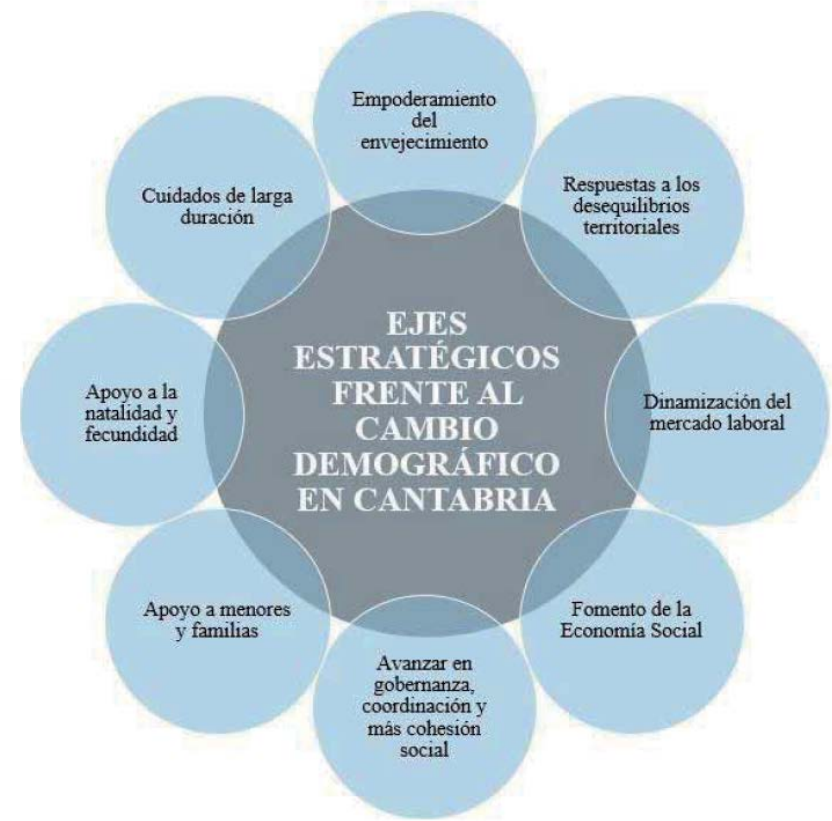 Empoderamiento
del
envejecimiento
Respuestas a los
desequilibrios
territoriales
Dinamización del
mercado laboral
Fomento de la
Economía Social
Avanzar en
gobernanza,
coordinación y
más cohesión
social
Apoyo a menores
y familias
Apoyo a la
natalidad y
fecundidad
Cuidados de larga
duración
EJES
ESTRATÉGICOS
FRENTE AL
CAMBIO
DEMOGRÁFICO
EN CANTABRIA